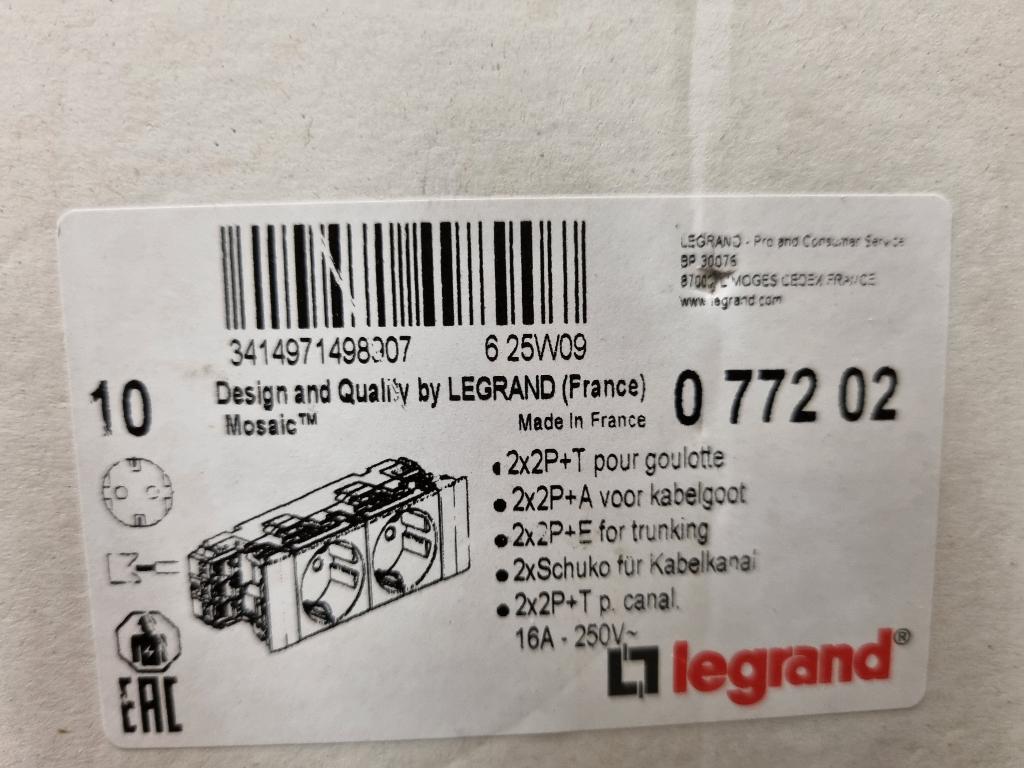 LEGRAND - Pro and Consumer Service
BP 30076
LIMOGES CEDEX FRANCE
www.legrand.com
6 25W09
10
Design and Quality by LEGRAND (France)
Mosaic™
Made In France
0 772 02
• 2x2P+T pour goulotte
• 2x2P+A voor kabelgoot
• 2x2P+E for trunking
• 2xSchuko für Kabelkanal
• 2x2P+T p. canal.
16A - 250V~
legrand®
EAC